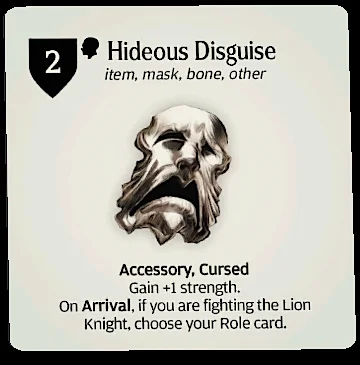 2
Hideous Disguise
item, mask, bone, other
Accessory, Cursed
Gain +1 strength.
On Arrival, if you are fighting the Lion
Knight, choose your Role card.